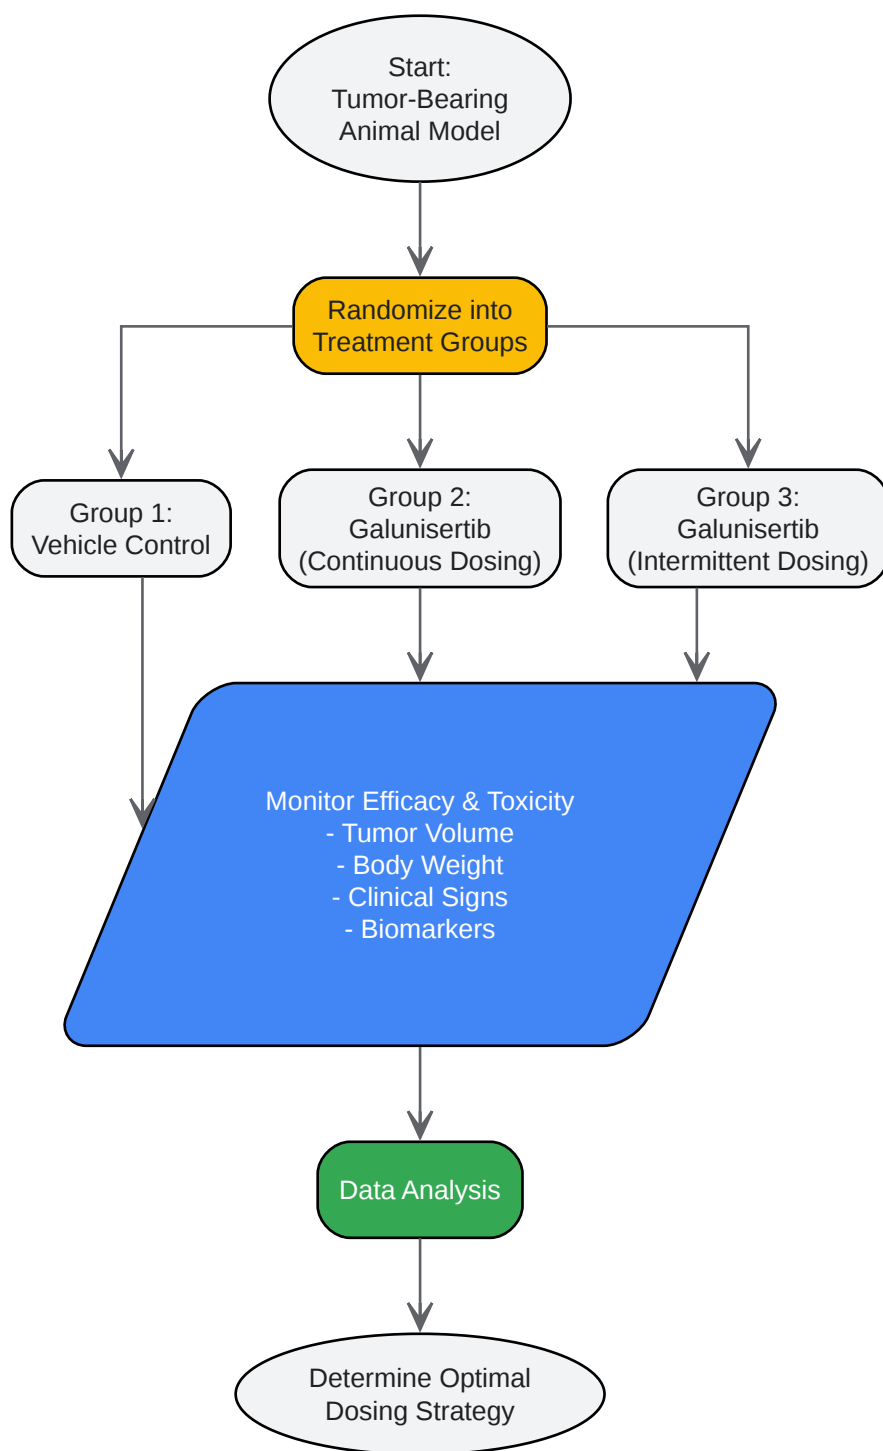 Start:
Tumor-Bearing
Animal Model
Randomize into
Treatment Groups
Group 1:
Vehicle Control
Group 2:
Galunisertib
(Continuous Dosing)
Group 3:
Galunisertib
(Intermittent Dosing)
Monitor Efficacy & Toxicity
- Tumor Volume
- Body Weight
- Clinical Signs
- Biomarkers
Data Analysis
Determine Optimal
Dosing Strategy